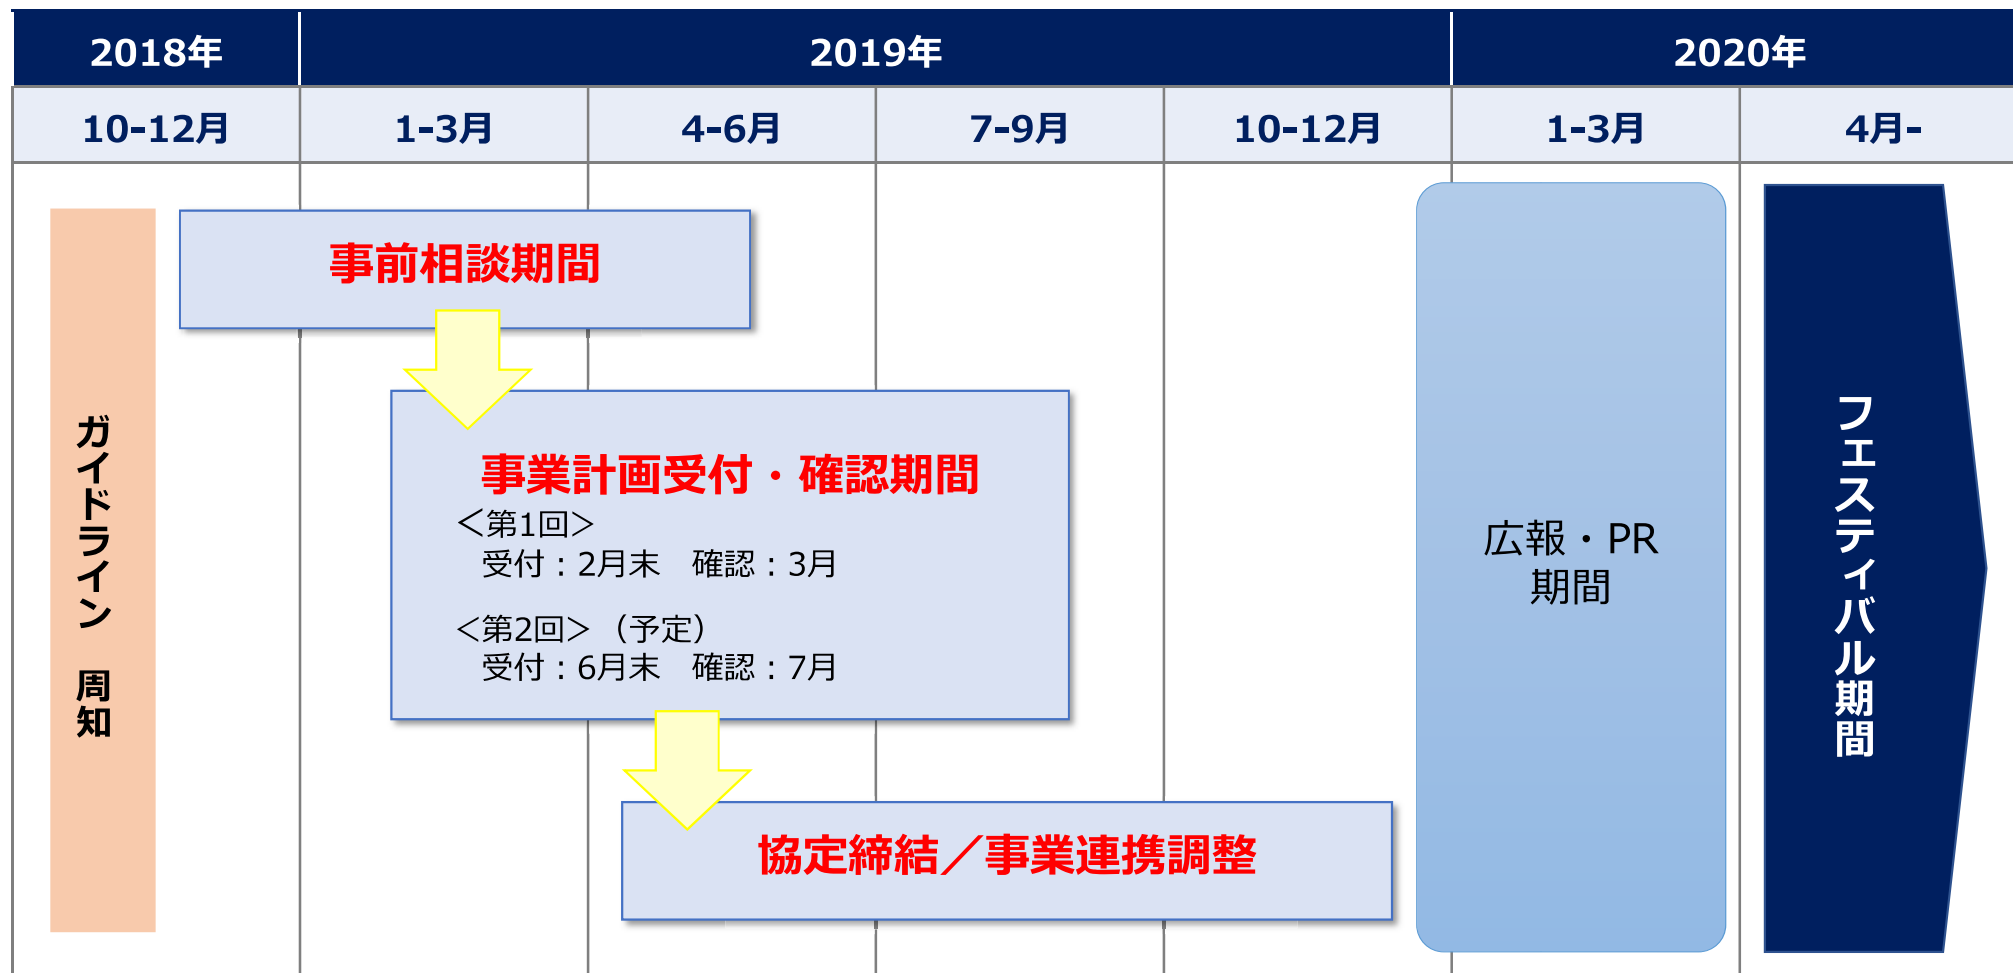 2018年
2019年
2020年
10-12月
1-3月
4-6月
7-9月
10-12月
1-3月
4月-
ガイドライン　周知
事前相談期間
事業計画受付・確認期間
＜第1回＞
受付：2月末　確認：3月
＜第2回＞（予定）
受付：6月末　確認：7月
協定締結／事業連携調整
広報・PR
期間
フェスティバル期間